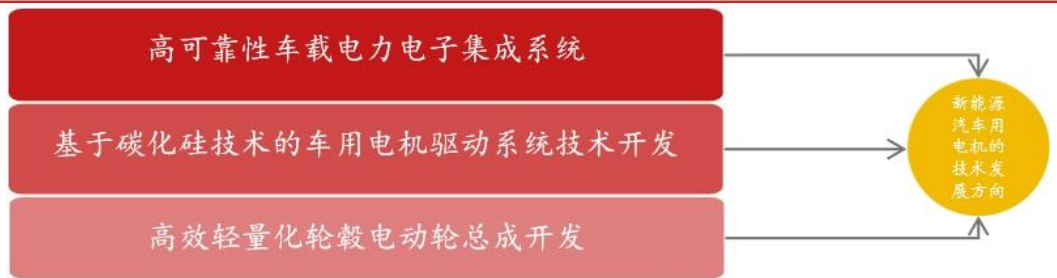 高可靠性车载电力电子集成系统
基于碳化硅技术的车用电机驱动系统技术开发
高效轻量化轮毂电动轮总成开发
新能源
汽车用
电机的
技术发
展方向